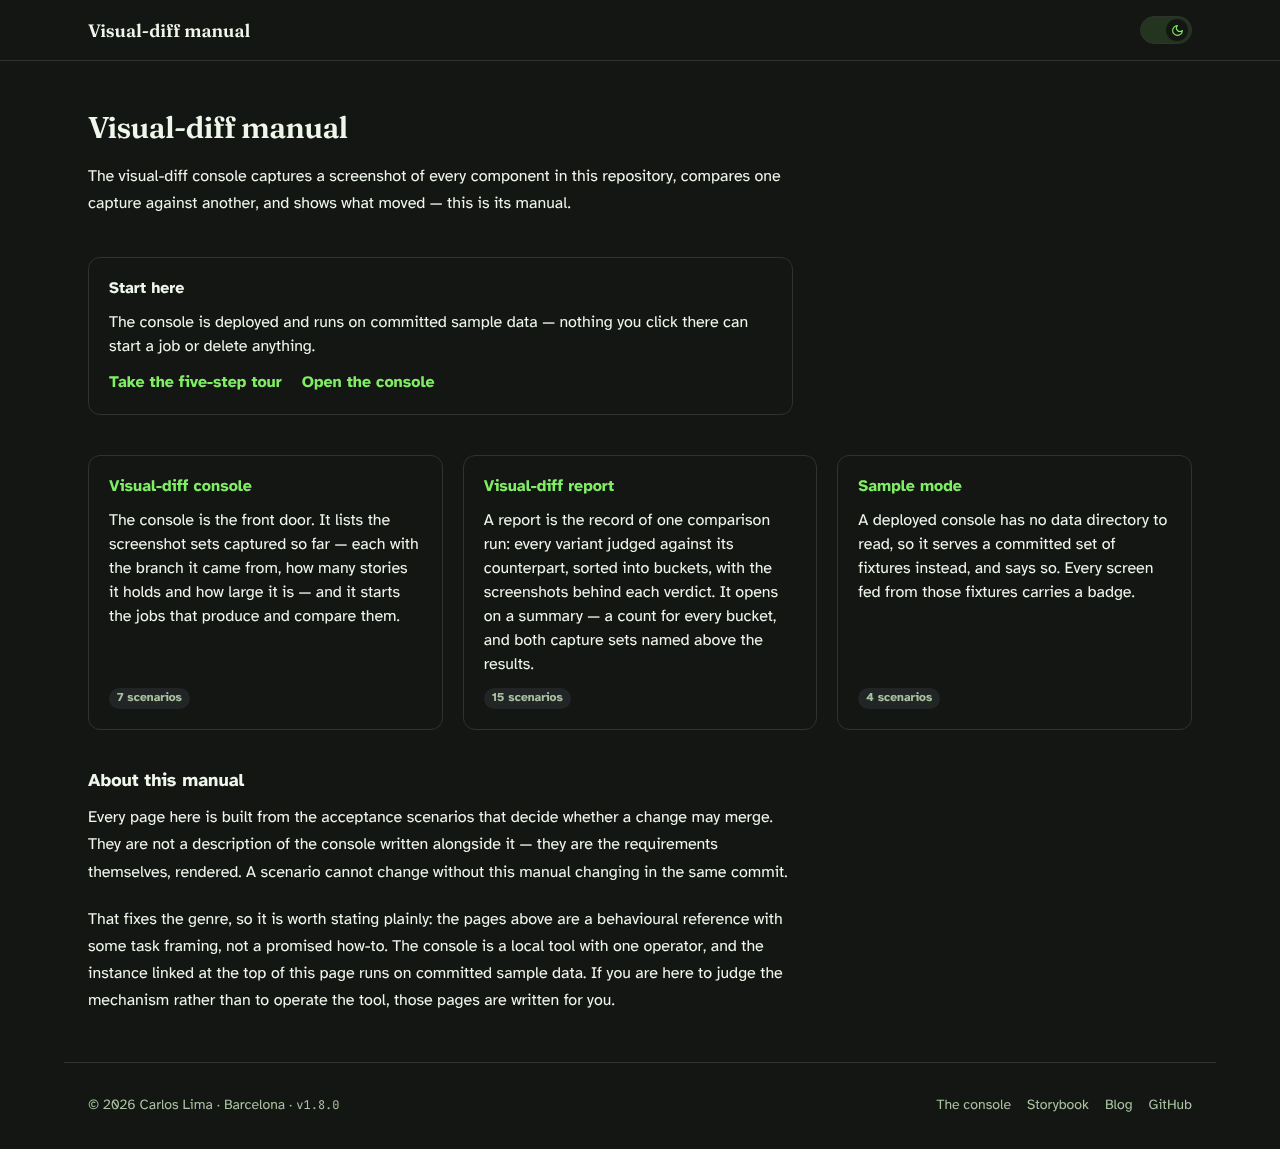 Visual-diff manual
Visual-diff manual
The visual-diff console captures a screenshot of every component in this repository, compares one
capture against another, and shows what moved — this is its manual.
Start here
The console is deployed and runs on committed sample data — nothing you click there can
start a job or delete anything.
Take the five-step tour Open the console
Visual-diff console
The console is the front door. It lists the
screenshot sets captured so far — each with
the branch it came from, how many stories
it holds and how large it is — and it starts
the jobs that produce and compare them.
7 scenarios
Visual-diff report
A report is the record of one comparison
run: every variant judged against its
counterpart, sorted into buckets, with the
screenshots behind each verdict. It opens
on a summary — a count for every bucket,
and both capture sets named above the
results.
15 scenarios
Sample mode
A deployed console has no data directory to
read, so it serves a committed set of
fixtures instead, and says so. Every screen
fed from those fixtures carries a badge.
4 scenarios
About this manual
Every page here is built from the acceptance scenarios that decide whether a change may merge.
They are not a description of the console written alongside it — they are the requirements
themselves, rendered. A scenario cannot change without this manual changing in the same commit.
That fixes the genre, so it is worth stating plainly: the pages above are a behavioural reference with
some task framing, not a promised how-to. The console is a local tool with one operator, and the
instance linked at the top of this page runs on committed sample data. If you are here to judge the
mechanism rather than to operate the tool, those pages are written for you.
© 2026 Carlos Lima · Barcelona · v1.8.0
The console Storybook Blog GitHub